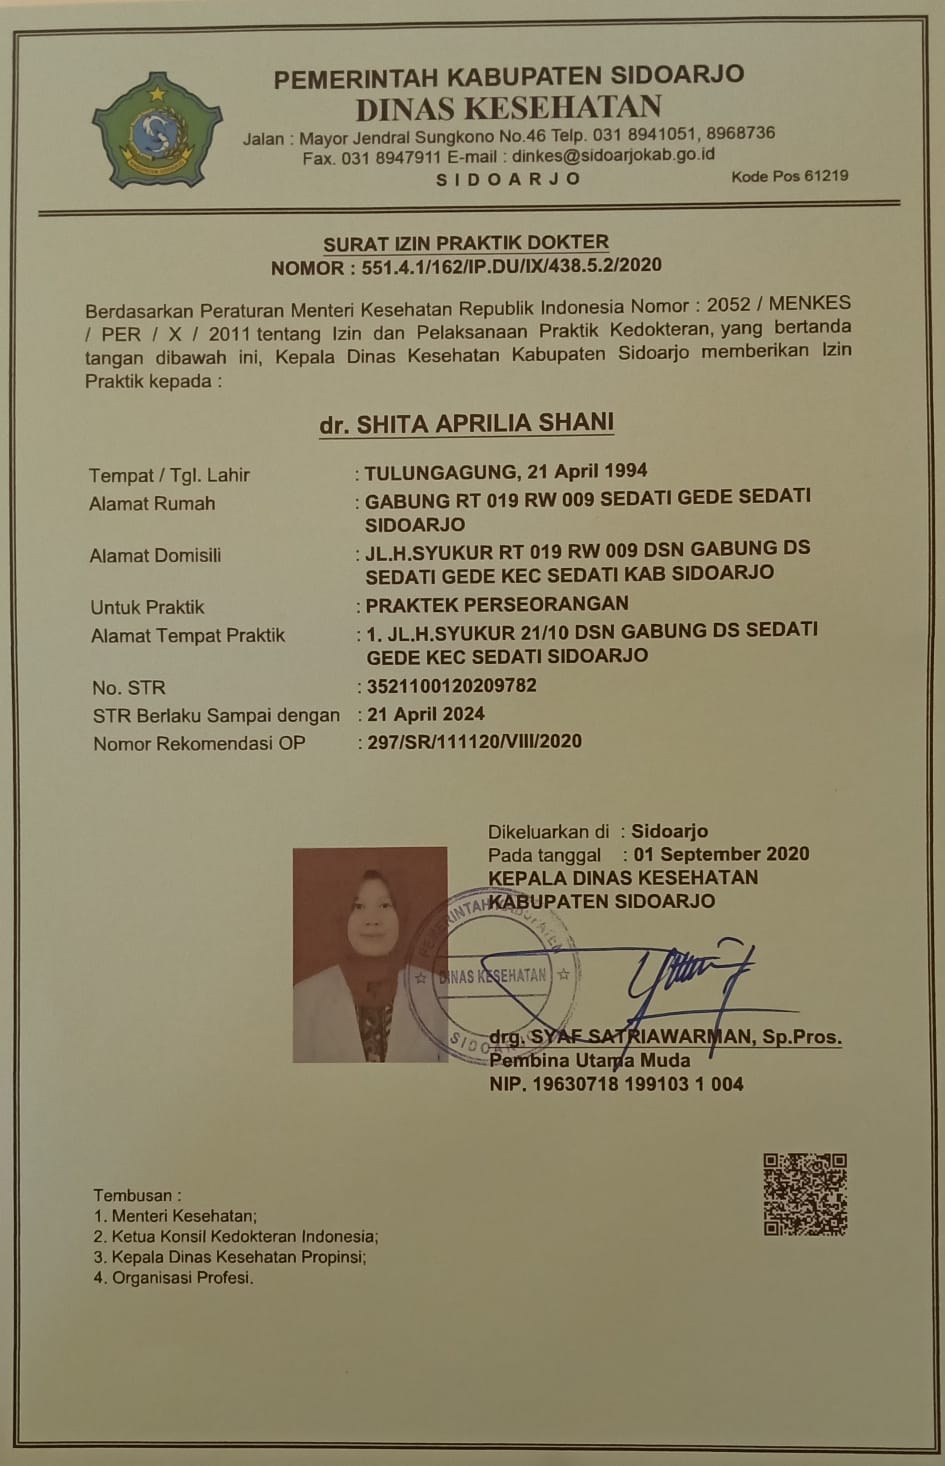 PEMERINTAH KABUPATEN SIDOARJO
DINAS KESEHATAN
Jalan : Mayor Jendral Sungkono No.46 Telp. 031 8941051, 8968736
Fax. 031 8947911 E-mail : dinkes@sidoarjokab.go.id
S I D O A R J O
Kode Pos 61219
SURAT IZIN PRAKTIK DOKTER
NOMOR : 551.4.1/162/IP.DU/IX/438.5.2/2020
Berdasarkan Peraturan Menteri Kesehatan Republik Indonesia Nomor : 2052 / MENKES
/ PER / X / 2011 tentang Izin dan Pelaksanaan Praktik Kedokteran, yang bertanda
tangan dibawah ini, Kepala Dinas Kesehatan Kabupaten Sidoarjo memberikan Izin
Praktik kepada :
dr. SHITA APRILIA SHANI
Tempat / Tgl. Lahir : TULUNGAGUNG, 21 April 1994
Alamat Rumah : GABUNG RT 019 RW 009 SEDATI GEDE SEDATI
SIDOARJO
Alamat Domisili : JL.H.SYUKUR RT 019 RW 009 DSN GABUNG DS
SEDATI GEDE KEC SEDATI KAB SIDOARJO
Untuk Praktik : PRAKTEK PERSEORANGAN
Alamat Tempat Praktik : 1. JL.H.SYUKUR 21/10 DSN GABUNG DS SEDATI
GEDE KEC SEDATI SIDOARJO
No. STR : 3521100120209782
STR Berlaku Sampai dengan : 21 April 2024
Nomor Rekomendasi OP : 297/SR/111120/VIII/2020
Dikeluarkan di : Sidoarjo
Pada tanggal : 01 September 2020
KEPALA DINAS KESEHATAN
KABUPATEN SIDOARJO
PEMERINTAH KABUPATEN
DINAS KESEHATAN
SIDOARJO
drg. SYAF SATRIAWARMAN, Sp.Pros.
Pembina Utama Muda
NIP. 19630718 199103 1 004
Tembusan :
1. Menteri Kesehatan;
2. Ketua Konsil Kedokteran Indonesia;
3. Kepala Dinas Kesehatan Propinsi;
4. Organisasi Profesi.